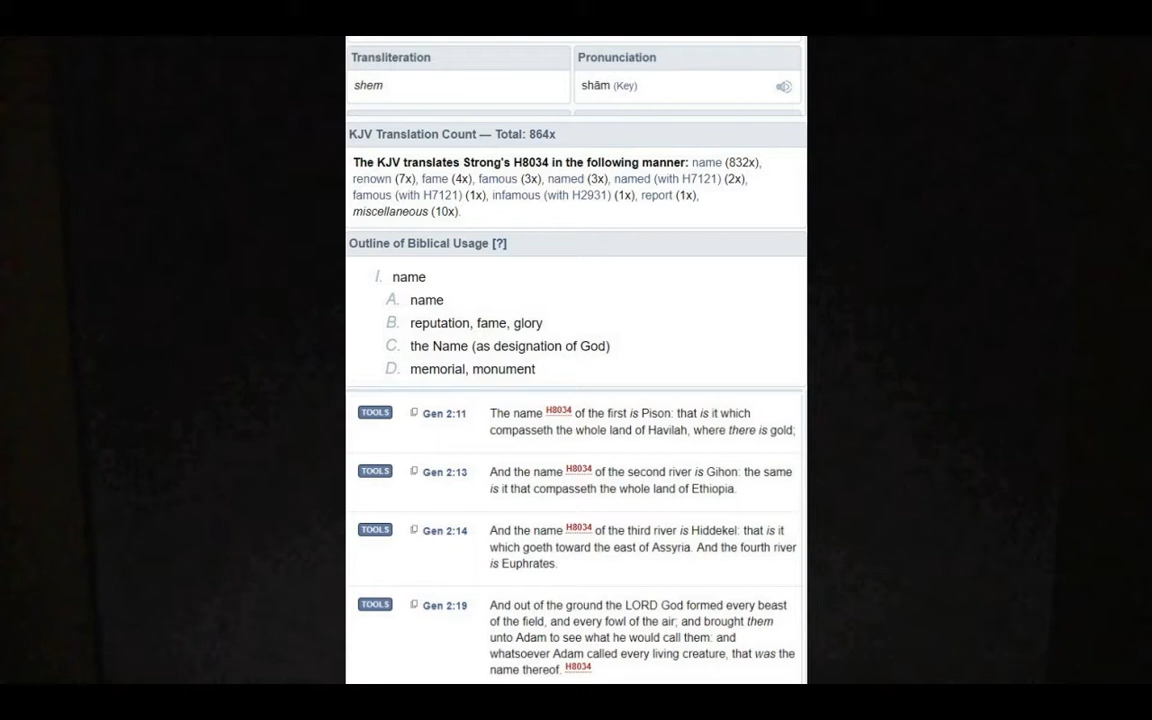 Transliteration
Pronunciation
shem
shām (Key)
KJV Translation Count — Total: 864x
The KJV translates Strong's H8034 in the following manner: name (832x),
renown (7x), fame (4x), famous (3x), named (3x), named (with H7121) (2x),
famous (with H7121) (1x), infamous (with H2931) (1x), report (1x),
miscellaneous (10x).
Outline of Biblical Usage [?]
I. name
A. name
B. reputation, fame, glory
C. the Name (as designation of God)
D. memorial, monument
TOOLS Gen 2:11 The name H8034 of the first is Pison: that is it which
compasseth the whole land of Havilah, where there is gold;
TOOLS Gen 2:13 And the name H8034 of the second river is Gihon: the same
is it that compasseth the whole land of Ethiopia.
TOOLS Gen 2:14 And the name H8034 of the third river is Hiddekel: that is it
which goeth toward the east of Assyria. And the fourth river
is Euphrates.
TOOLS Gen 2:19 And out of the ground the LORD God formed every beast
of the field, and every fowl of the air; and brought them
unto Adam to see what he would call them: and
whatsoever Adam called every living creature, that was the
name thereof. H8034